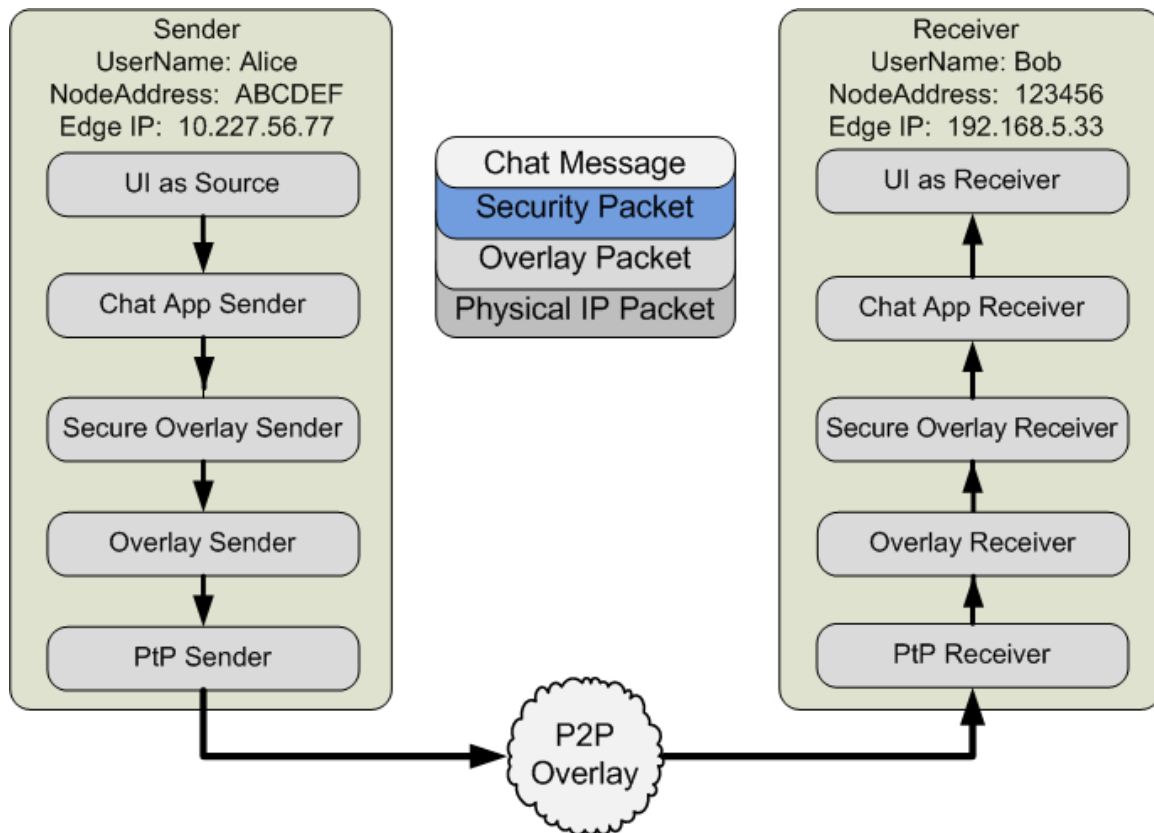 Sender
UserName: Alice
NodeAddress: ABCDEF
Edge IP: 10.227.56.77
UI as Source
Chat App Sender
Secure Overlay Sender
Overlay Sender
PtP Sender
Chat Message
Security Packet
Overlay Packet
Physical IP Packet
P2P
Overlay
Receiver
UserName: Bob
NodeAddress: 123456
Edge IP: 192.168.5.33
UI as Receiver
Chat App Receiver
Secure Overlay Receiver
Overlay Receiver
PtP Receiver